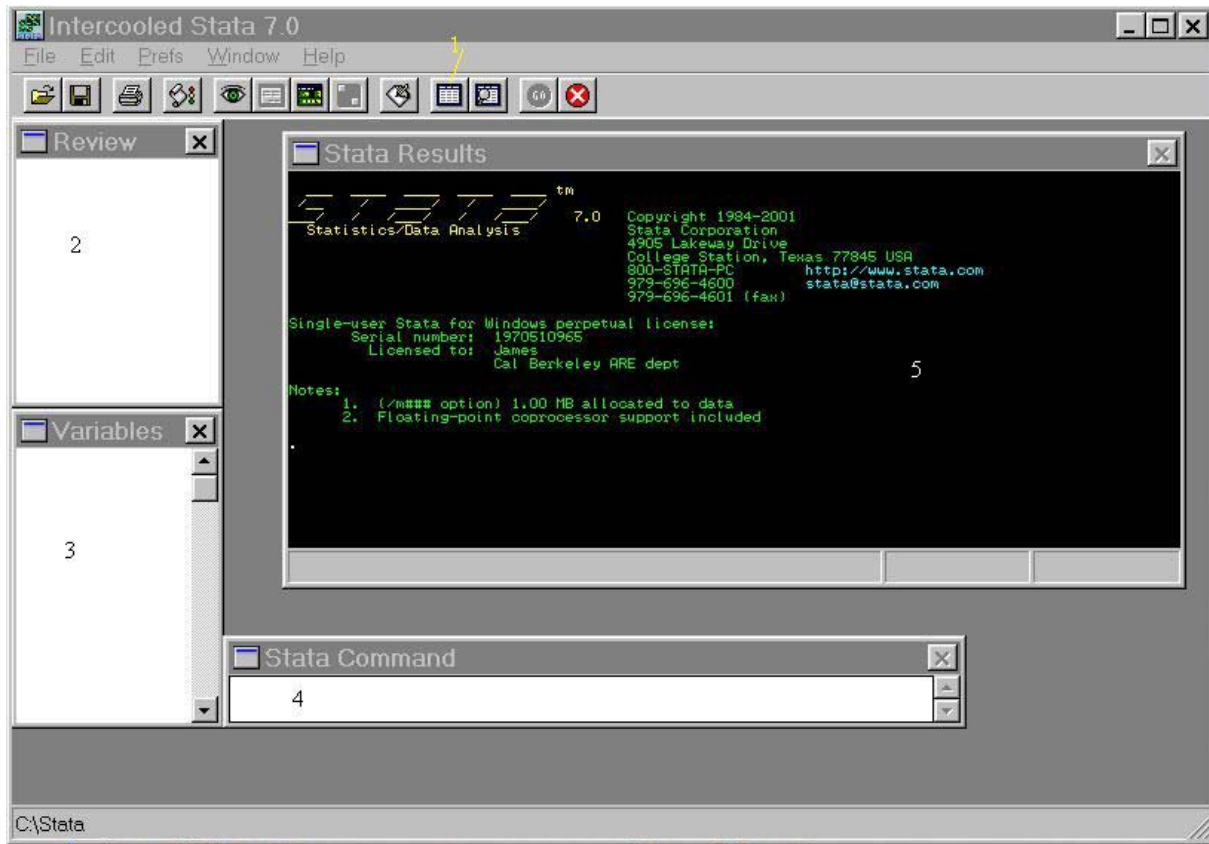 Intercooled Stata 7.0
1
File Edit Prefs Window Help
GO
Review
2
Variables
3
Stata Results
STATA tm
7.0 Copyright 1984-2001
Statistics/Data Analysis Stata Corporation
4905 Lakeway Drive
College Station, Texas 77845 USA
800-STATA-PC http://www.stata.com
979-696-4600 stata@stata.com
979-696-4601 (fax)
Single-user Stata for Windows perpetual license:
Serial number: 1970510965
Licensed to: James
Cal Berkeley ARE dept
5
Notes:
1. (/m### option) 1.00 MB allocated to data
2. Floating-point coprocessor support included
.
Stata Command
4
C:\Stata